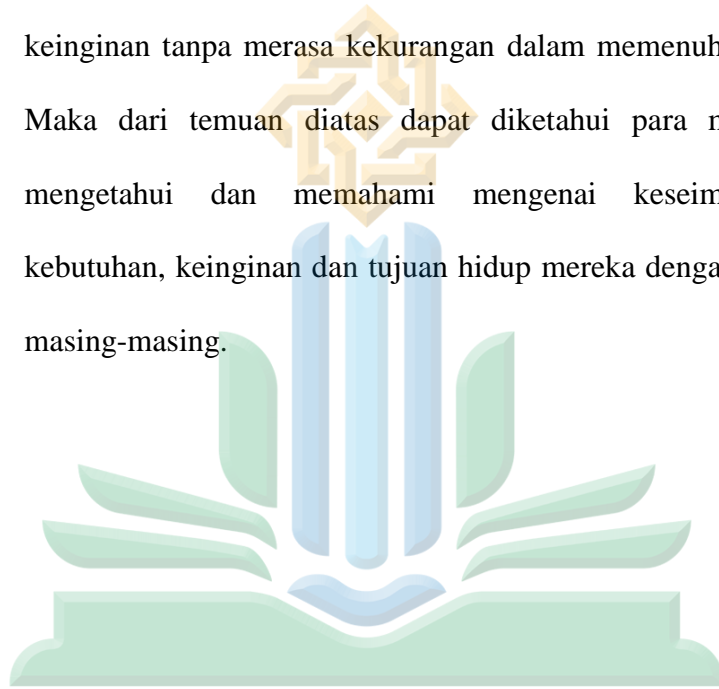 keinginan tanpa merasa kekurangan dalam memenuh
Maka dari temuan diatas dapat diketahui para
mengetahui dan memahami mengenai keseim
kebutuhan, keinginan dan tujuan hidup mereka denga
masing-masing.